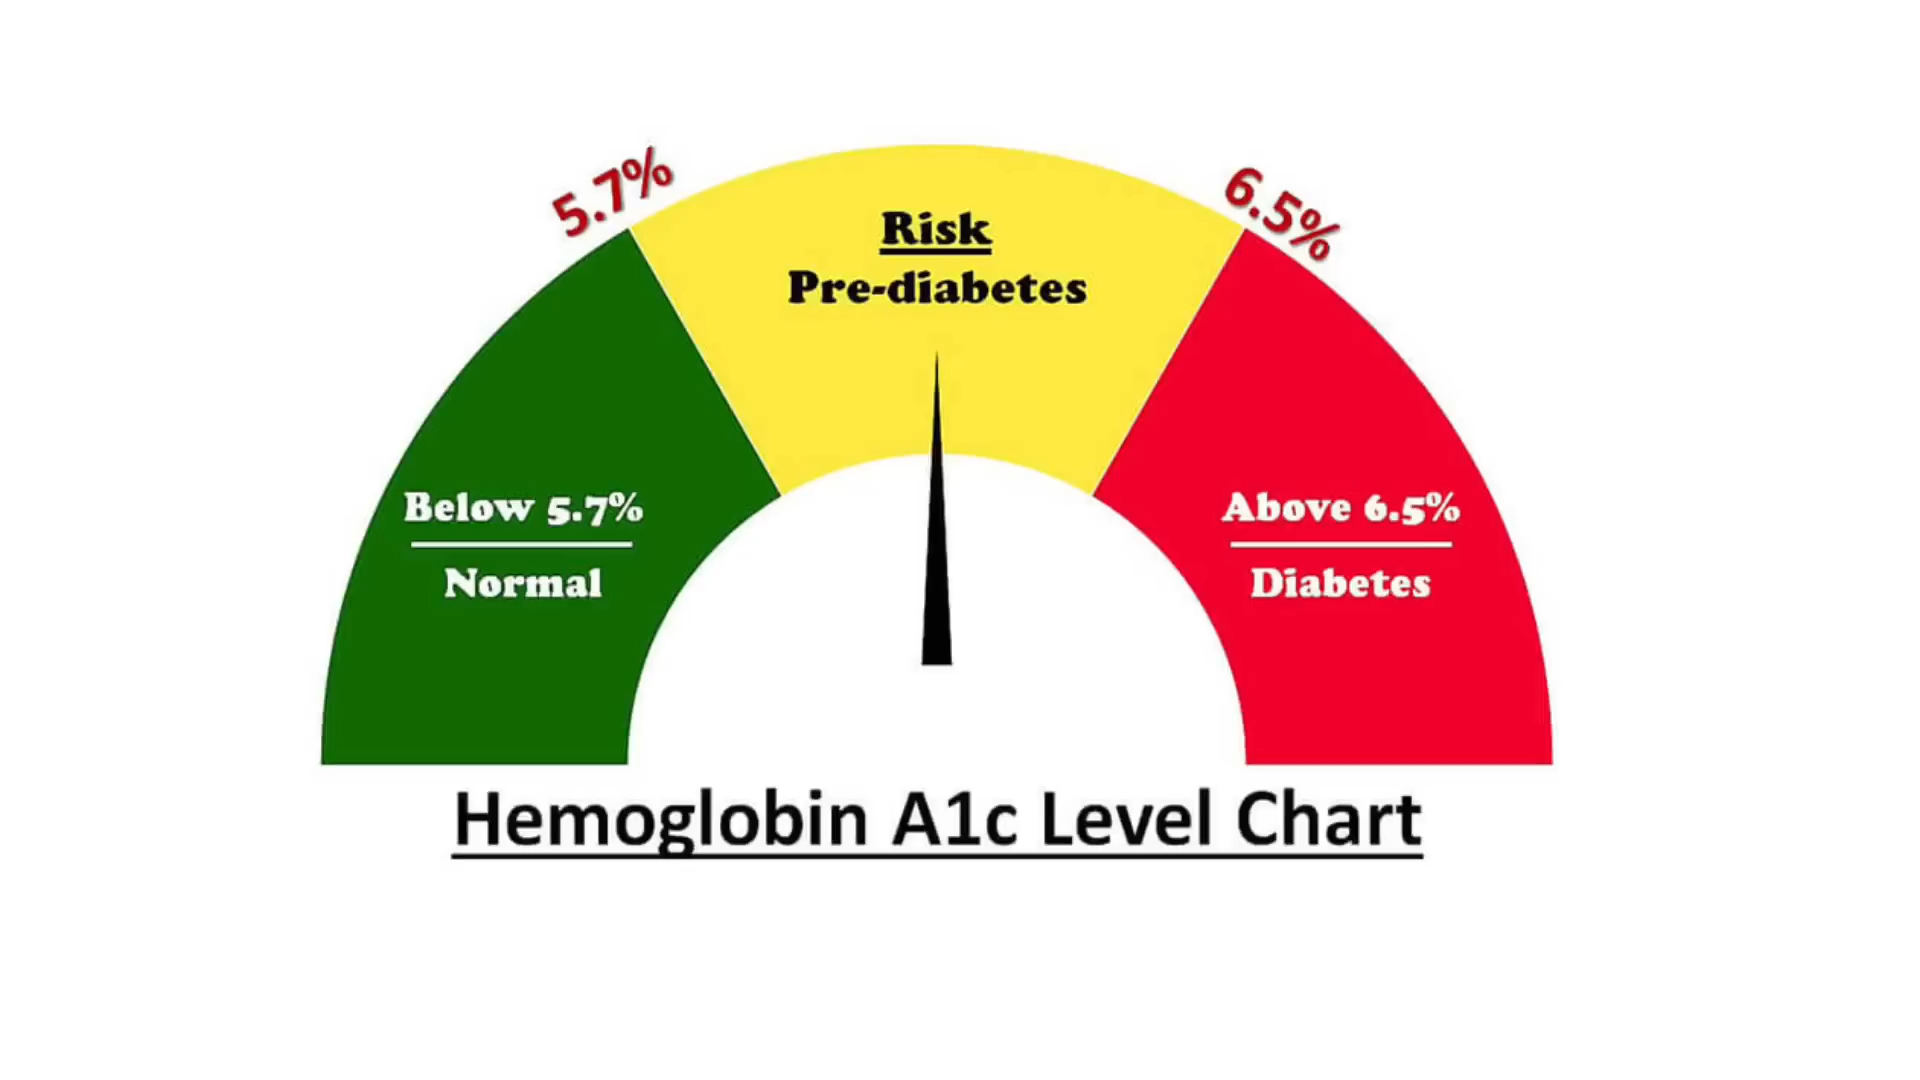 5.7%
6.5%
Risk
Pre-diabetes
Below 5.7%
Normal
Above 6.5%
Diabetes
Hemoglobin A1c Level Chart